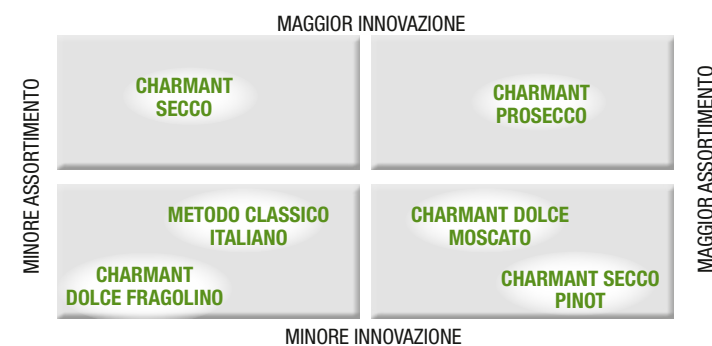 MAGGIOR INNOVAZIONE
MINORE ASSORTIMENTO
CHARMANT
SECCO
CHARMANT
PROSECCO
METODO CLASSICO
ITALIANO
CHARMANT
DOLCE FRAGOLINO
CHARMANT DOLCE
MOSCATO
CHARMANT SECCO
PINOT
MAGGIOR ASSORTIMENTO
MINORE INNOVAZIONE